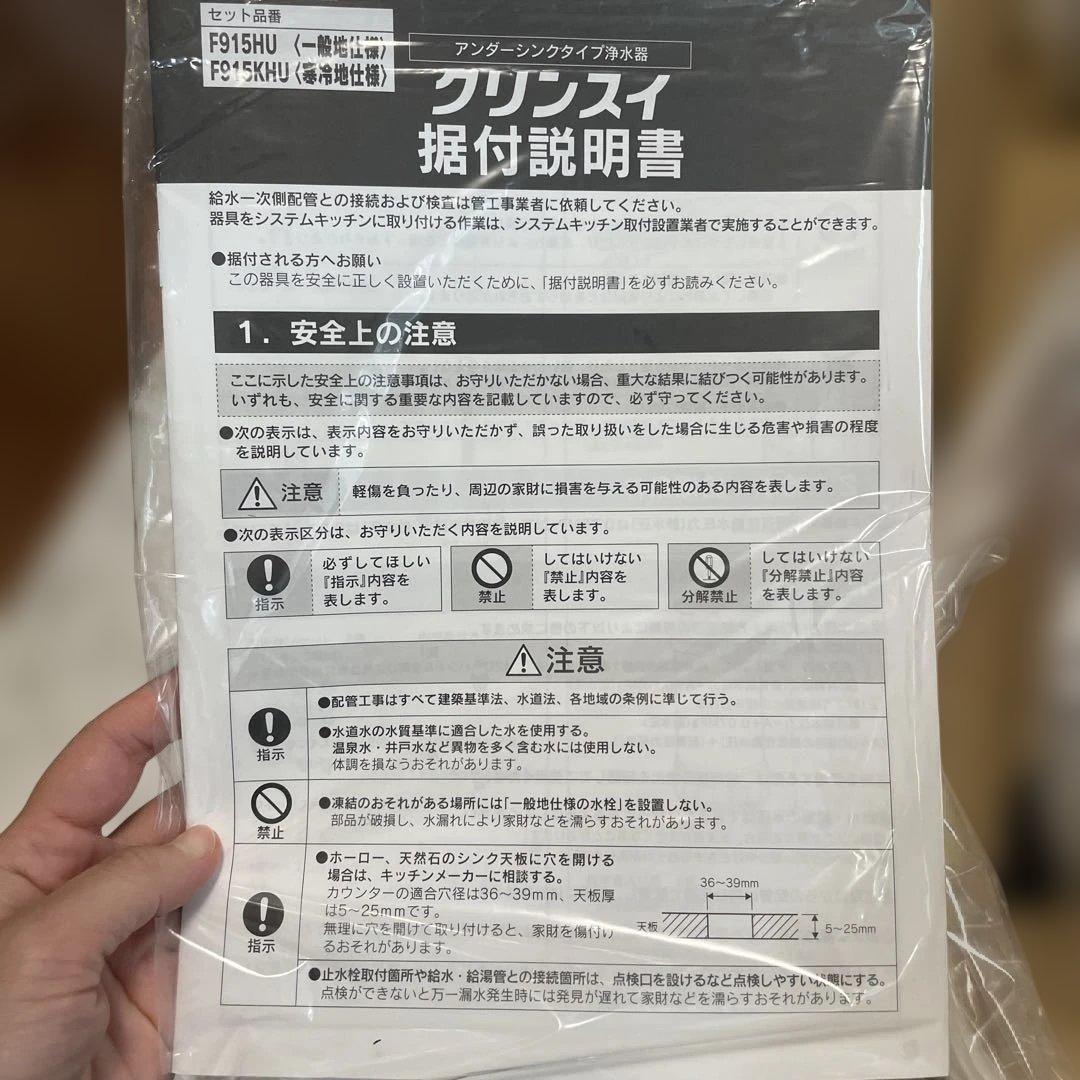 セット品番
F915HU〈一般地仕様〉
F915KHU〈寒冷地仕様〉
アンダーシンクタイプ浄水器
クリンスイ
据付説明書
給水一次側配管との接続および検査は管工事業者に依頼してください。
器具をシステムキッチンに取り付ける作業は、システムキッチン取付設置業者で実施することができます。
●据付される方へお願い
この器具を安全に正しく設置いただくために、「据付説明書」を必ずお読みください。
1. 安全上の注意
ここに示した安全上の注意事項は、お守りいただかない場合、重大な結果に結びつく可能性があります。
いずれも、安全に関する重要な内容を記載していますので、必ず守ってください。
●次の表示は、表示内容をお守りいただかず、誤った取り扱いをした場合に生じる危害や損害の程度
を説明しています。
注意
軽傷を負ったり、周辺の家財に損害を与える可能性のある内容を表します。
●次の表示区分は、お守りいただく内容を説明しています。
指示
必ずしてほしい
『指示』内容を
表します。
禁止
してはいけない
『禁止』内容を
表します。
分解禁止
してはいけない
『分解禁止』内容
を表します。
注意
指示
●配管工事はすべて建築基準法、水道法、各地域の条例に準じて行う。
●水道水の水質基準に適合した水を使用する。
温泉水・井戸水など異物を多く含む水には使用しない。
体調を損なうおそれがあります。
禁止
●凍結のおそれがある場所には「一般地仕様の水栓」を設置しない。
部品が破損し、水漏れにより家財などを濡らすおそれがあります。
指示
●ホーロー、天然石のシンク天板に穴を開ける
場合は、キッチンメーカーに相談する。
カウンターの適合穴径は36～39mm、天板厚
は5～25mmです。
無理に穴を開けて取り付けると、家財を傷付け
るおそれがあります。
36～39mm
天板
5～25mm
●止水栓取付箇所や給水・給湯管との接続箇所は、点検口を設けるなど点検しやすい状態にする。
点検ができないと万一漏水発生時には発見が遅れて家財などを濡らすおそれがあります。